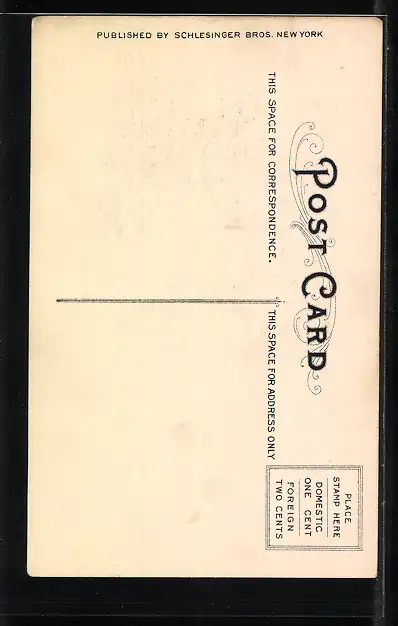 PUBLISHED BY SCHLESINGER BROS. NEW YORK
POST CARD
THIS SPACE FOR CORRESPONDENCE.
THIS SPACE FOR ADDRESS ONLY
PLACE
STAMP HERE
DOMESTIC
ONE CENT
FOREIGN
TWO CENTS